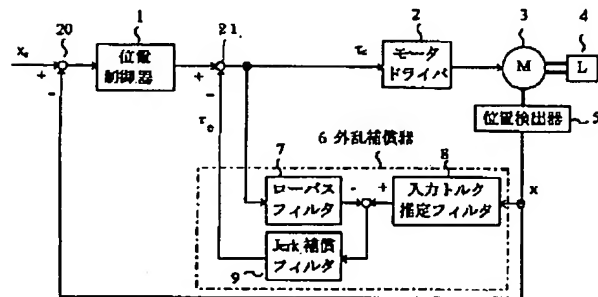 1
2
3
4
20
21
x_c
+
-
位置
制御器
+
-
τ_c
モータ
ドライバ
M
L
位置検出器
5
6 外乱補償器
7
8
x
ローパス
フィルタ
-
+
入力トルク
推定フィルタ
Jerk 補償
フィルタ
9